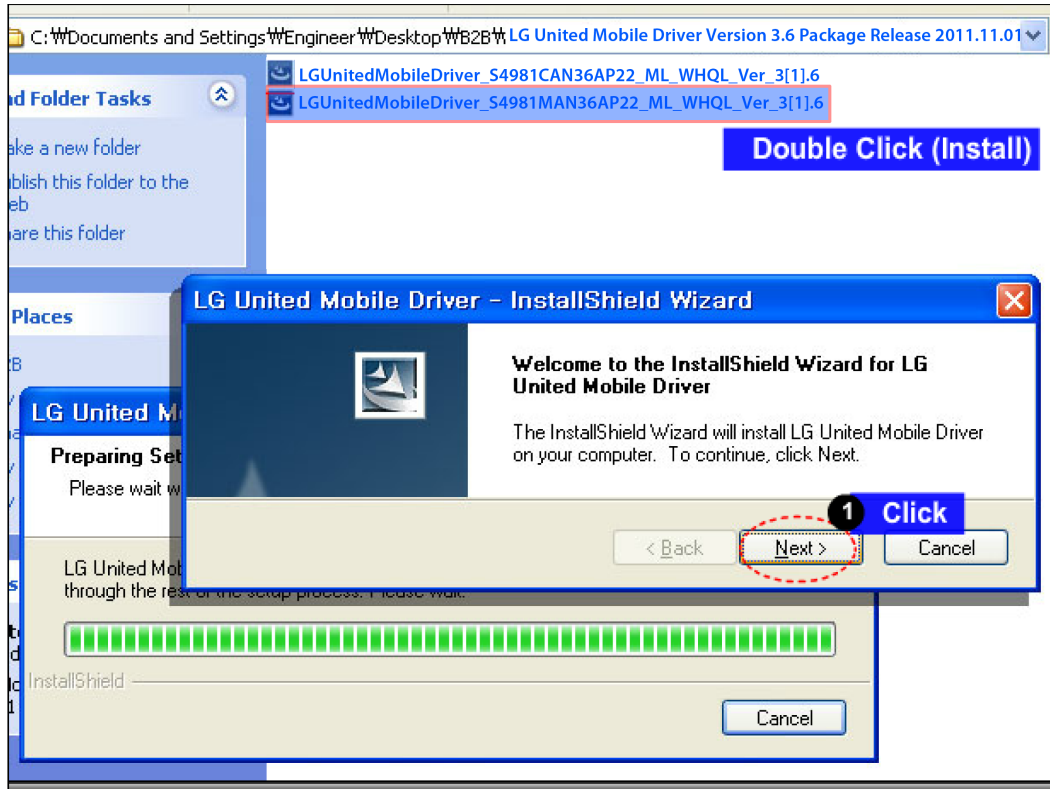 C:₩Documents and Settings₩Engineer₩Desktop₩B2B₩ LG United Mobile Driver Version 3.6 Package Release 2011.11.01
LGUnitedMobileDriver_S4981CAN36AP22_ML_WHQL_Ver_3[1].6
LGUnitedMobileDriver_S4981MAN36AP22_ML_WHQL_Ver_3[1].6
Double Click (Install)
d Folder Tasks
ake a new folder
blish this folder to the
eb
are this folder
Places
LG United Mobile Driver – InstallShield Wizard
Welcome to the InstallShield Wizard for LG
United Mobile Driver
The InstallShield Wizard will install LG United Mobile Driver
on your computer. To continue, click Next.
1 Click
< Back
Next >
Cancel
LG United M
Preparing Set
Please wait w
LG United Mob
through the rest of the setup process. Please wait.
InstallShield
Cancel